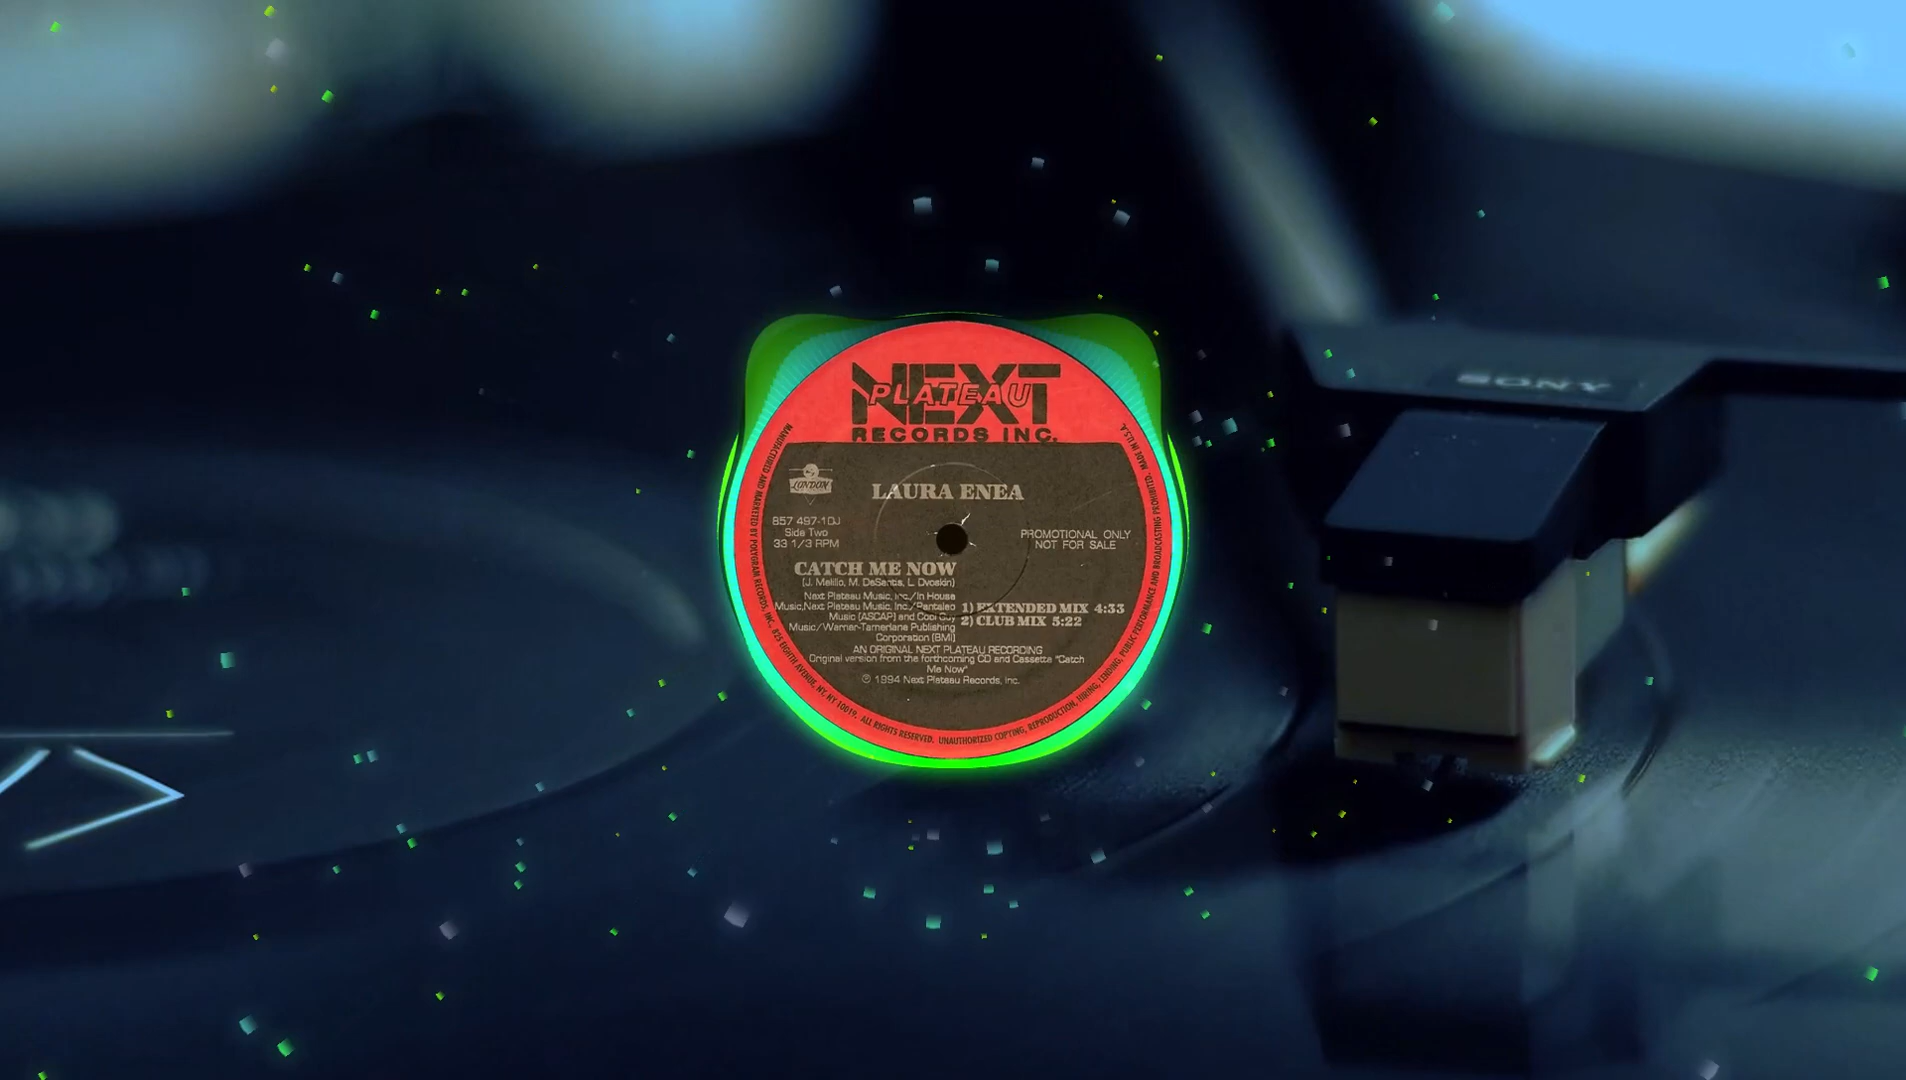 SONY
NEXT
PLATEAU
RECORDS INC.
LONDON
LAURA ENEA
857 497-1 DJ
Side Two
33 1/3 RPM
PROMOTIONAL ONLY
NOT FOR SALE
CATCH ME NOW
(J. Melillo, M. DeSantis, L. Dvoskin)
Next Plateau Music, Inc./In House
Music,Next Plateau Music, Inc./Pantaleo
Music (ASCAP) and Cool Guy
Music/Warner-Tamerlane Publishing
Corporation (BMI)
1) EXTENDED MIX 4:33
2) CLUB MIX 5:22
AN ORIGINAL NEXT PLATEAU RECORDING
Original version from the forthcoming CD and Cassette "Catch
Me Now"
℗ 1994 Next Plateau Records, Inc.
MANUFACTURED AND MARKETED BY POLYGRAM RECORDS, INC., 825 EIGHTH AVENUE, NY, NY 10019. ALL RIGHTS RESERVED. UNAUTHORIZED COPYING, REPRODUCTION, HIRING, LENDING, PUBLIC PERFORMANCE AND BROADCASTING PROHIBITED. MADE IN U.S.A.